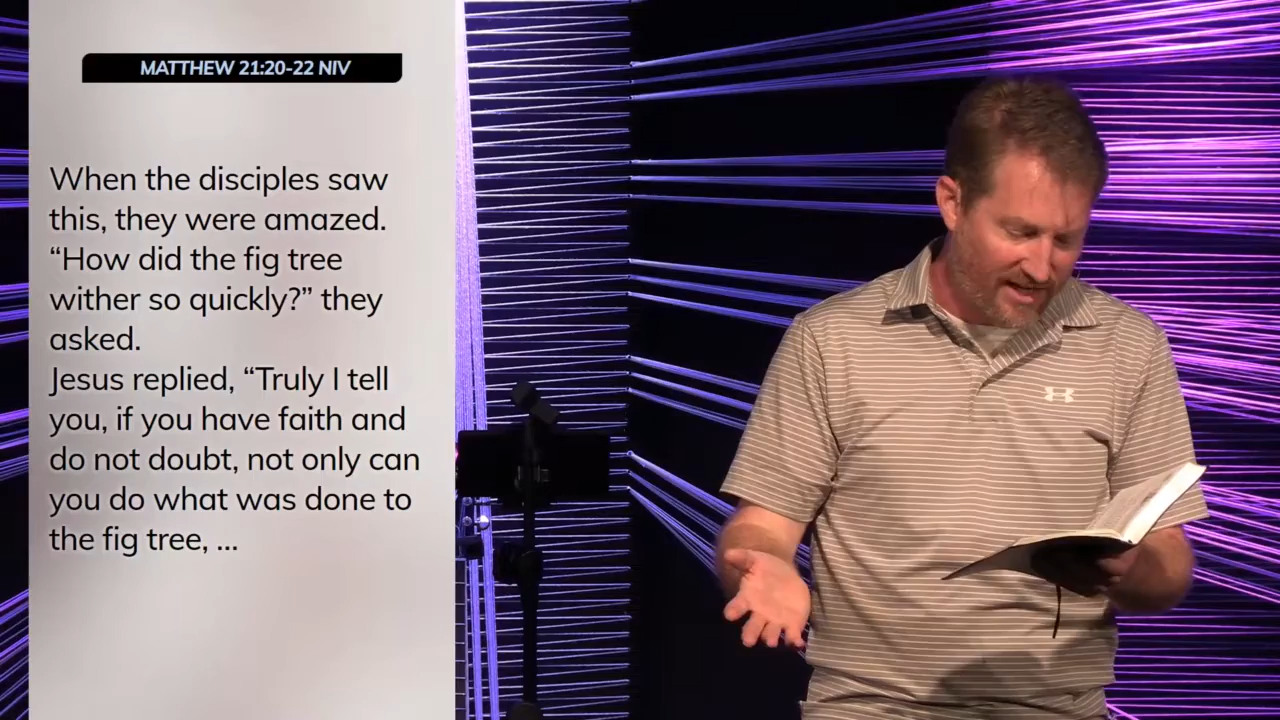 MATTHEW 21:20-22 NIV
When the disciples saw
this, they were amazed.
“How did the fig tree
wither so quickly?” they
asked.
Jesus replied, “Truly I tell
you, if you have faith and
do not doubt, not only can
you do what was done to
the fig tree, ...